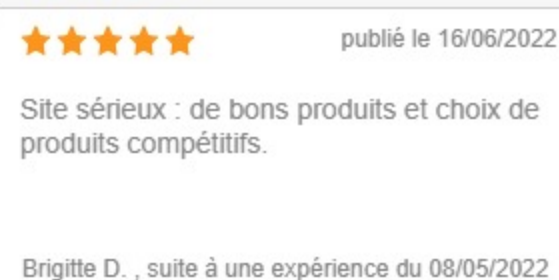 publié le 16/06/2022
Site sérieux : de bons produits et choix de
produits compétitifs.
Brigitte D. , suite à une expérience du 08/05/2022